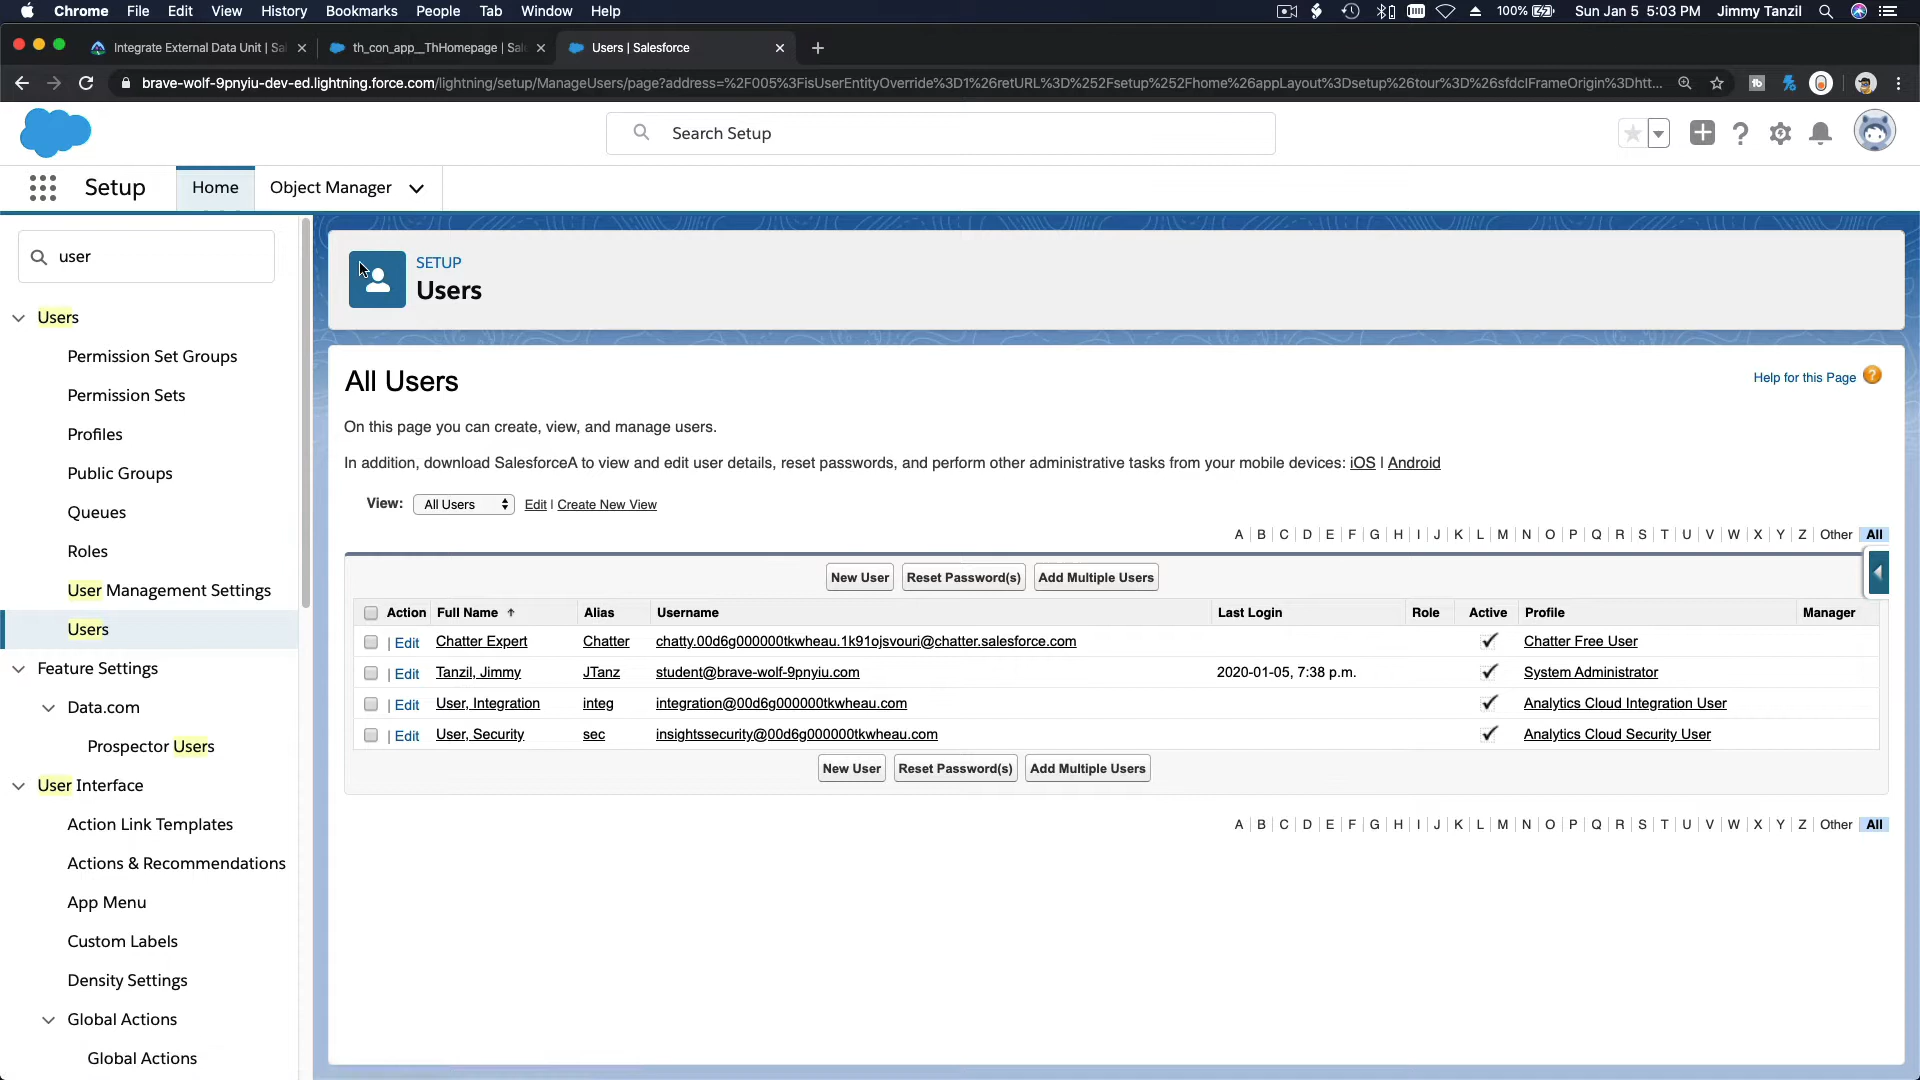 Chrome File Edit View History Bookmarks People Tab Window Help 100% Sun Jan 5 5:03 PM Jimmy Tanzil
Integrate External Data Unit | Sa th_con_app__ThHomepage | Sal Users | Salesforce
brave-wolf-9pnyiu-dev-ed.lightning.force.com/lightning/setup/ManageUsers/page?address=%2F005%3FisUserEntityOverride%3D1%26retURL%3D%252Fsetup%252Fhome%26appLayout%3Dsetup%26tour%3D%26sfdcIFrameOrigin%3Dhtt...
Search Setup
Setup Home Object Manager
user
Users
Permission Set Groups
Permission Sets
Profiles
Public Groups
Queues
Roles
User Management Settings
Users
Feature Settings
Data.com
Prospector Users
User Interface
Action Link Templates
Actions & Recommendations
App Menu
Custom Labels
Density Settings
Global Actions
Global Actions
SETUP
Users
All Users
Help for this Page ?
On this page you can create, view, and manage users.
In addition, download SalesforceA to view and edit user details, reset passwords, and perform other administrative tasks from your mobile devices: iOS | Android
View: All Users Edit | Create New View
A | B | C | D | E | F | G | H | I | J | K | L | M | N | O | P | Q | R | S | T | U | V | W | X | Y | Z | Other All
New User Reset Password(s) Add Multiple Users
Action Full Name Alias Username Last Login Role Active Profile Manager
| Edit Chatter Expert Chatter chatty.00d6g000000tkwheau.1k91ojsvouri@chatter.salesforce.com Chatter Free User
| Edit Tanzil, Jimmy JTanz student@brave-wolf-9pnyiu.com 2020-01-05, 7:38 p.m. System Administrator
| Edit User, Integration integ integration@00d6g000000tkwheau.com Analytics Cloud Integration User
| Edit User, Security sec insightssecurity@00d6g000000tkwheau.com Analytics Cloud Security User
New User Reset Password(s) Add Multiple Users
A | B | C | D | E | F | G | H | I | J | K | L | M | N | O | P | Q | R | S | T | U | V | W | X | Y | Z | Other All